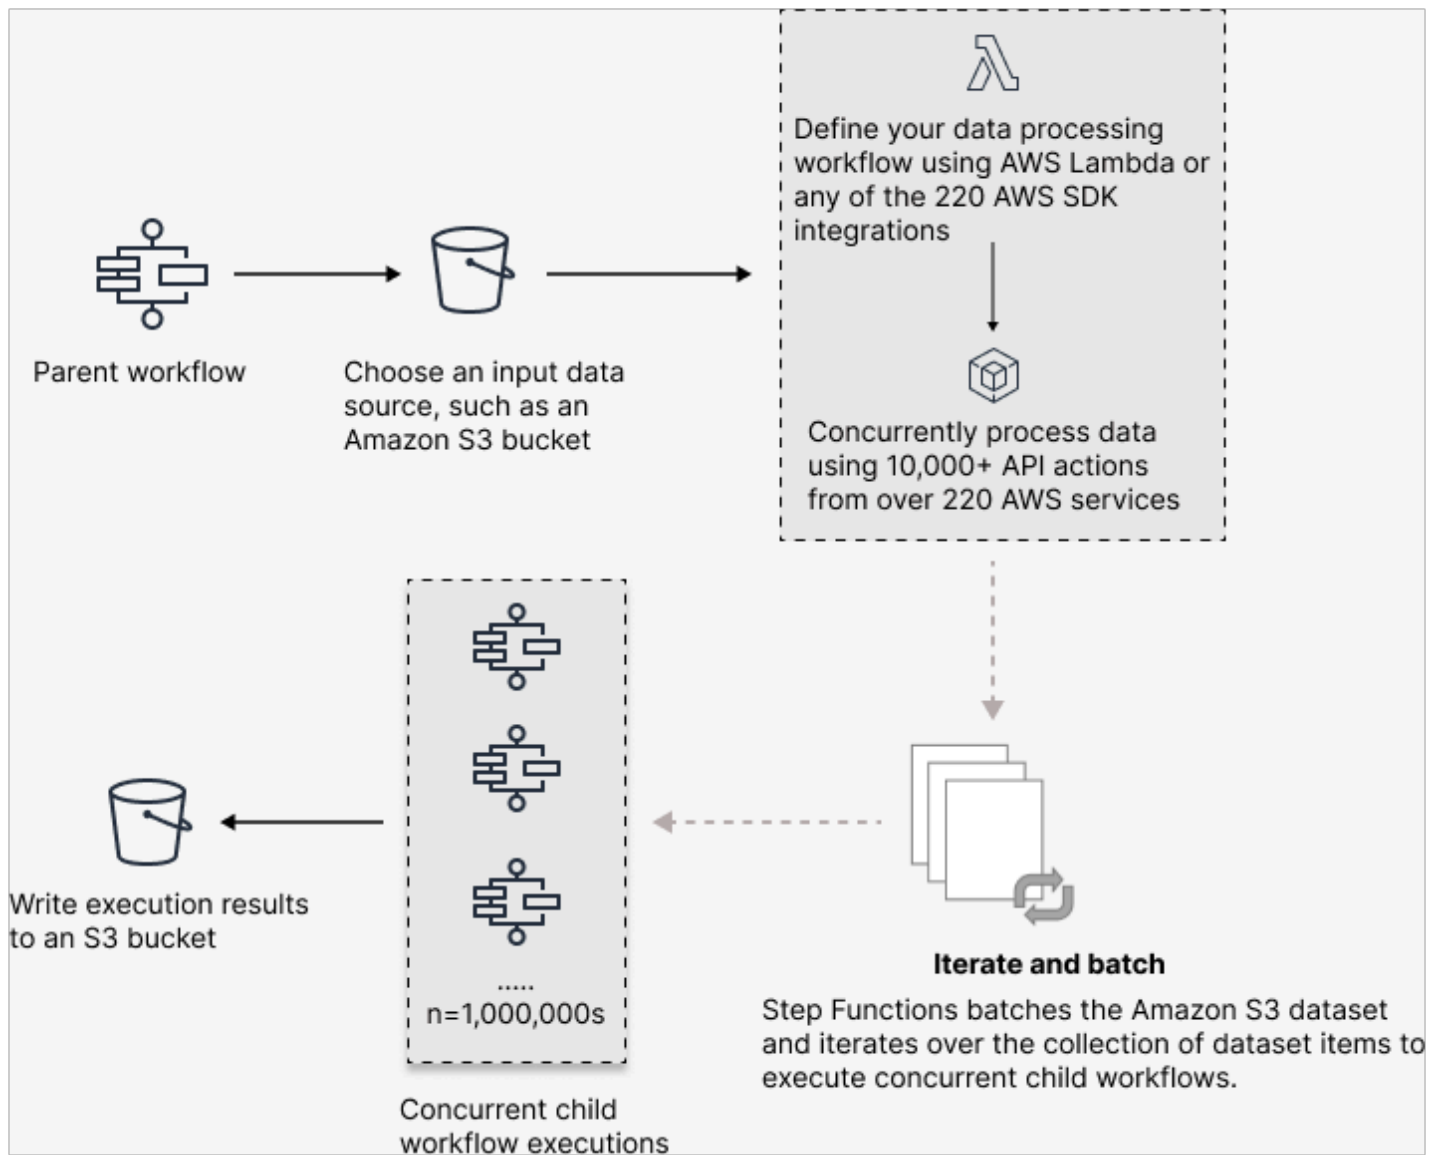 Define your data processing
workflow using AWS Lambda or
any of the 220 AWS SDK
integrations
Parent workflow
Choose an input data
source, such as an
Amazon S3 bucket
Concurrently process data
using 10,000+ API actions
from over 220 AWS services
Write execution results
to an S3 bucket
.....
n=1,000,000s
Concurrent child
workflow executions
Iterate and batch
Step Functions batches the Amazon S3 dataset
and iterates over the collection of dataset items to
execute concurrent child workflows.